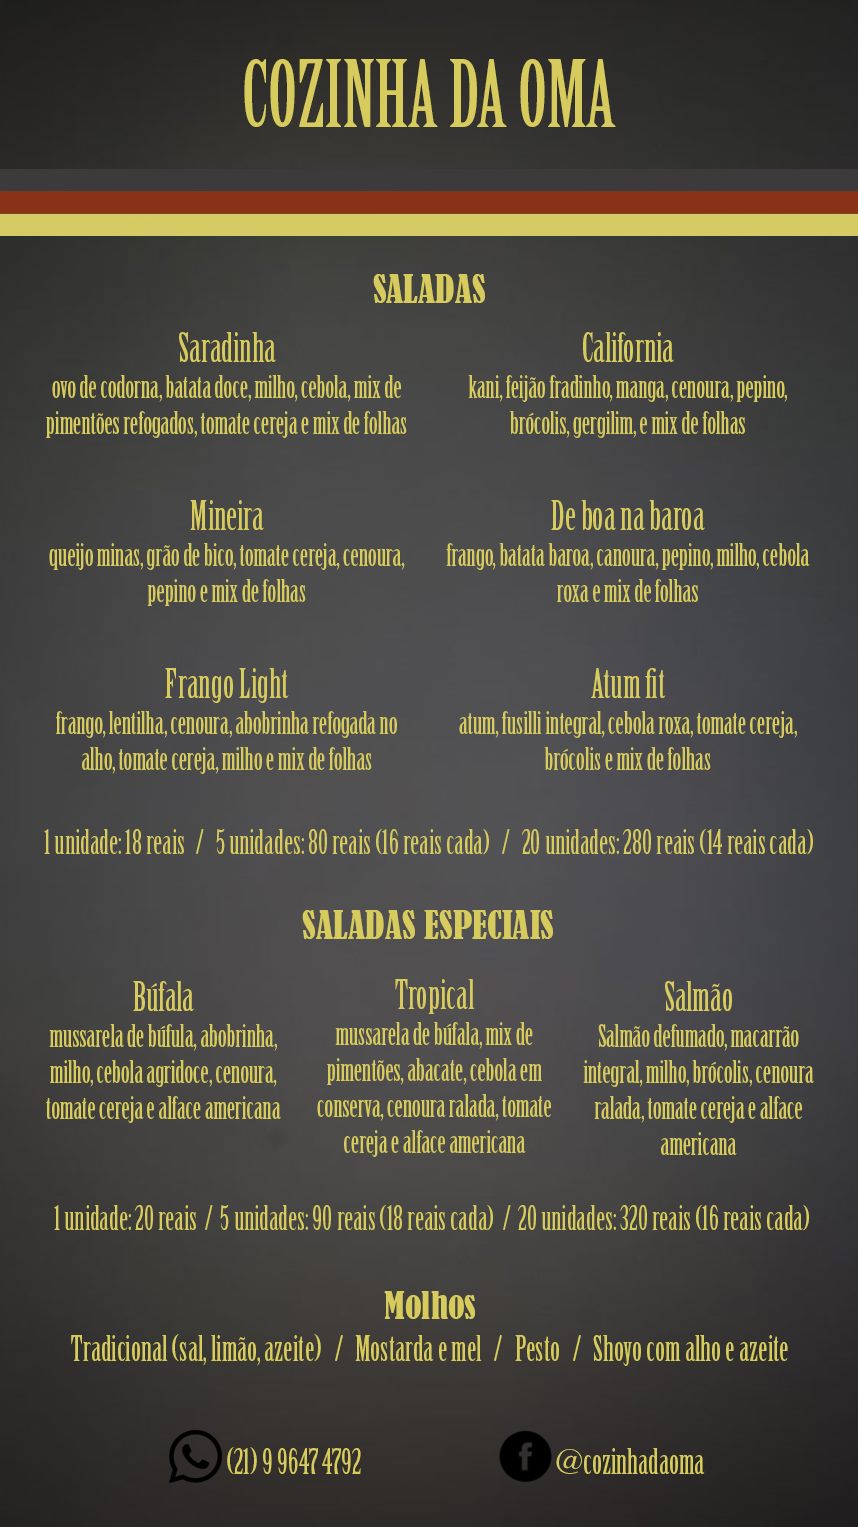 COZINHA DA OMA
SALADAS
Saradinha
ovo de codorna, batata doce, milho, cebola, mix de
pimentões refogados, tomate cereja e mix de folhas
California
kani, feijão fradinho, manga, cenoura, pepino,
brócolis, gergilim, e mix de folhas
Mineira
queijo minas, grão de bico, tomate cereja, cenoura,
pepino e mix de folhas
De boa na baroa
frango, batata baroa, canoura, pepino, milho, cebola
roxa e mix de folhas
Frango Light
frango, lentilha, cenoura, abobrinha refogada no
alho, tomate cereja, milho e mix de folhas
Atum fit
atum, fusilli integral, cebola roxa, tomate cereja,
brócolis e mix de folhas
1 unidade: 18 reais / 5 unidades: 80 reais (16 reais cada) / 20 unidades: 280 reais (14 reais cada)
SALADAS ESPECIAIS
Búfala
mussarela de búfula, abobrinha,
milho, cebola agridoce, cenoura,
tomate cereja e alface americana
Tropical
mussarela de búfala, mix de
pimentões, abacate, cebola em
conserva, cenoura ralada, tomate
cereja e alface americana
Salmão
Salmão defumado, macarrão
integral, milho, brócolis, cenoura
ralada, tomate cereja e alface
americana
1 unidade: 20 reais / 5 unidades: 90 reais (18 reais cada) / 20 unidades: 320 reais (16 reais cada)
Molhos
Tradicional (sal, limão, azeite) / Mostarda e mel / Pesto / Shoyo com alho e azeite
(21) 9 9647 4792
@cozinhadaoma